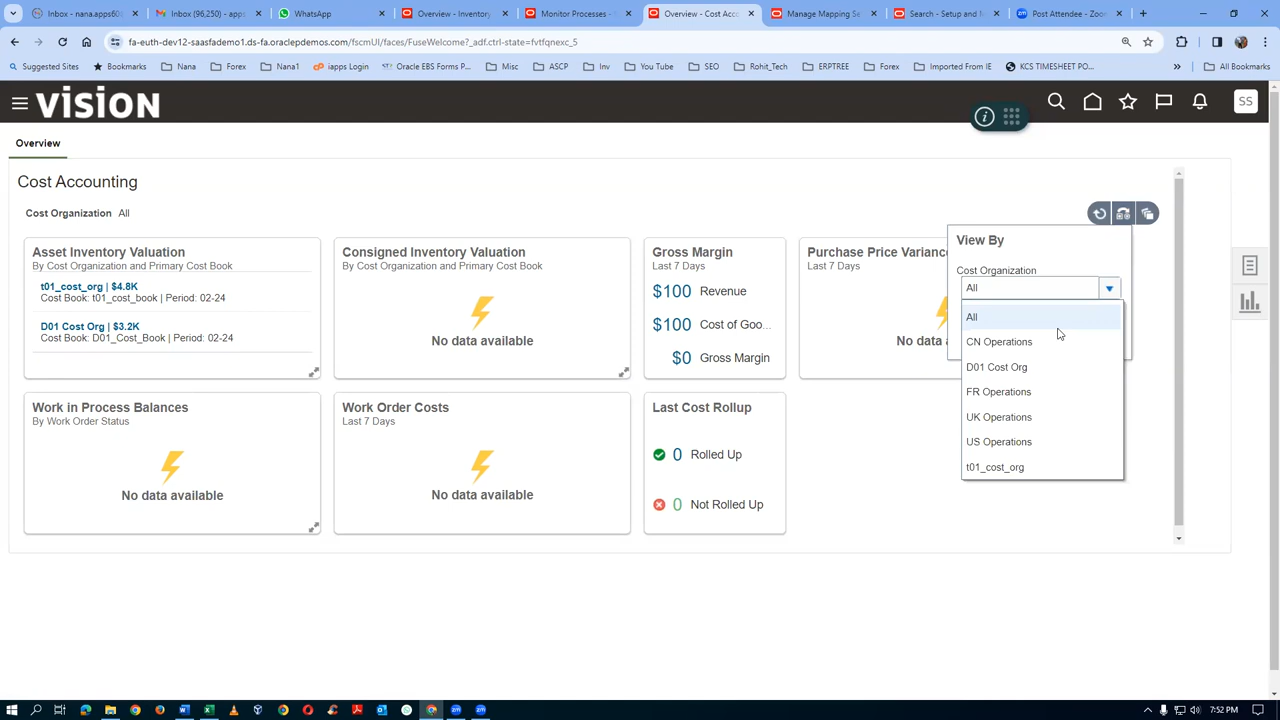 Inbox - nana.apps60
Inbox (96,250) - apps
WhatsApp
Overview - Inventory
Monitor Processes - S
Overview - Cost Acc
Manage Mapping Se
Search - Setup and M
Post Attendee - Zoo
fa-euth-dev12-saasfademo1.ds-fa.oraclepdemos.com/fscmUI/faces/FuseWelcome?_adf.ctrl-state=fvtfqnexc_5
Suggested Sites
Bookmarks
Nana
Forex
Nana1
iapps Login
Oracle EBS Forms P...
Misc
ASCP
Inv
You Tube
SEO
Rohit_Tech
ERPTREE
Forex
Imported From IE
KCS TIMESHEET PO...
»
All Bookmarks
VISION
SS
Overview
Cost Accounting
Cost Organization All
Asset Inventory Valuation
By Cost Organization and Primary Cost Book
t01_cost_org | $4.8K
Cost Book: t01_cost_book | Period: 02-24
D01 Cost Org | $3.2K
Cost Book: D01_Cost_Book | Period: 02-24
Consigned Inventory Valuation
By Cost Organization and Primary Cost Book
No data available
Gross Margin
Last 7 Days
$100 Revenue
$100 Cost of Goo...
$0 Gross Margin
Purchase Price Varianc
Last 7 Days
No data a
View By
Cost Organization
All
All
CN Operations
D01 Cost Org
FR Operations
UK Operations
US Operations
t01_cost_org
Work in Process Balances
By Work Order Status
No data available
Work Order Costs
Last 7 Days
No data available
Last Cost Rollup
0 Rolled Up
0 Not Rolled Up
7:52 PM